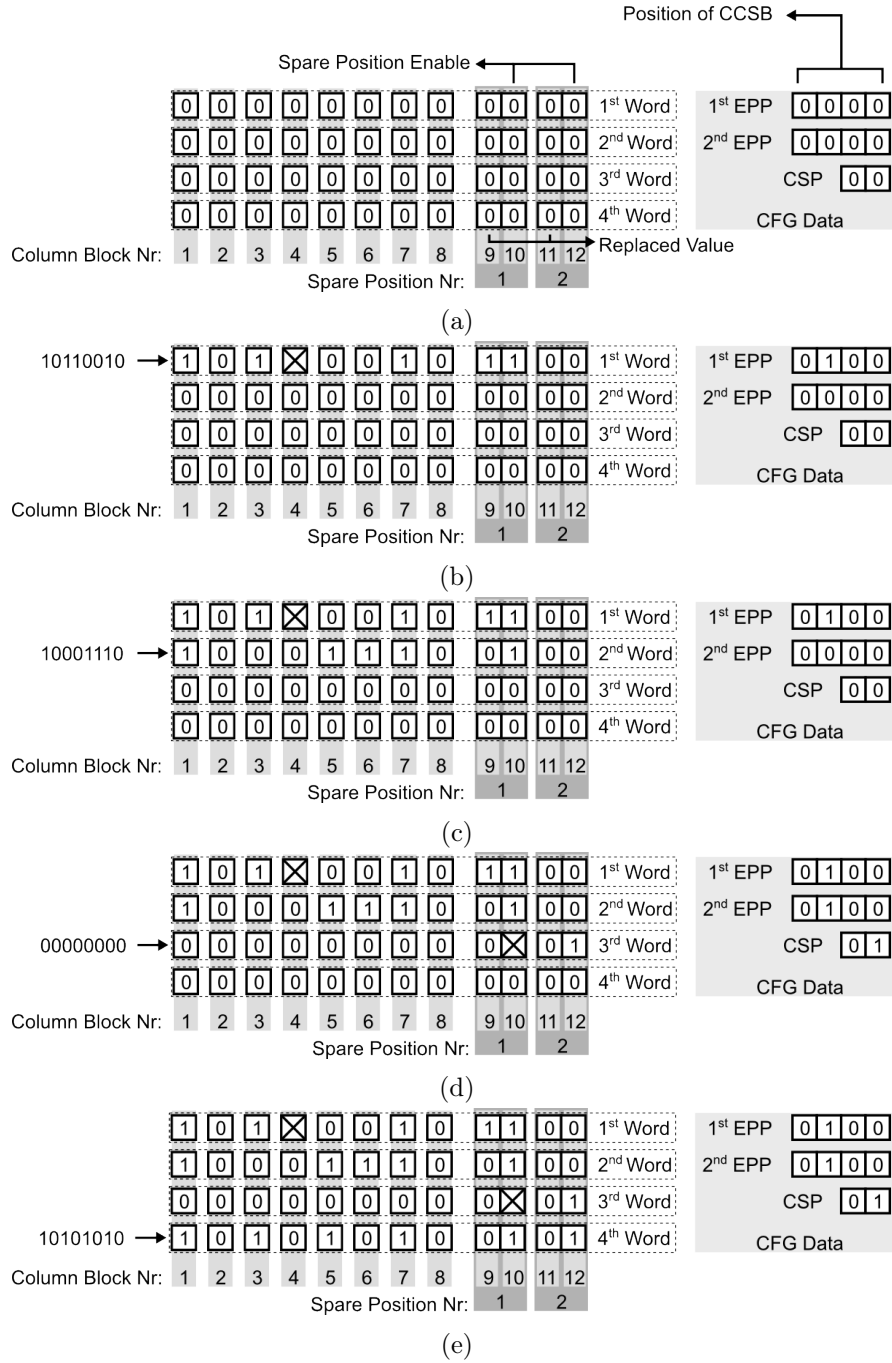 Position of CCSB
Spare Position Enable
0 0 0 0 0 0 0 0 0 0 0 0 1st Word 1st EPP 0 0 0 0
0 0 0 0 0 0 0 0 0 0 0 0 2nd Word 2nd EPP 0 0 0 0
0 0 0 0 0 0 0 0 0 0 0 0 3rd Word CSP 0 0
0 0 0 0 0 0 0 0 0 0 0 0 4th Word CFG Data
Replaced Value
Column Block Nr: 1 2 3 4 5 6 7 8 9 10 11 12
Spare Position Nr: 1 2
(a)
10110010 1 0 1 0 0 1 0 1 1 0 0 1st Word 1st EPP 0 1 0 0
0 0 0 0 0 0 0 0 0 0 0 0 2nd Word 2nd EPP 0 0 0 0
0 0 0 0 0 0 0 0 0 0 0 0 3rd Word CSP 0 0
0 0 0 0 0 0 0 0 0 0 0 0 4th Word CFG Data
Column Block Nr: 1 2 3 4 5 6 7 8 9 10 11 12
Spare Position Nr: 1 2
(b)
1 0 1 0 0 1 0 1 1 0 0 1st Word 1st EPP 0 1 0 0
10001110 1 0 0 0 1 1 1 0 0 1 0 0 2nd Word 2nd EPP 0 0 0 0
0 0 0 0 0 0 0 0 0 0 0 0 3rd Word CSP 0 0
0 0 0 0 0 0 0 0 0 0 0 0 4th Word CFG Data
Column Block Nr: 1 2 3 4 5 6 7 8 9 10 11 12
Spare Position Nr: 1 2
(c)
1 0 1 0 0 1 0 1 1 0 0 1st Word 1st EPP 0 1 0 0
1 0 0 0 1 1 1 0 0 1 0 0 2nd Word 2nd EPP 0 1 0 0
00000000 0 0 0 0 0 0 0 0 0 0 1 3rd Word CSP 0 1
0 0 0 0 0 0 0 0 0 0 0 0 4th Word CFG Data
Column Block Nr: 1 2 3 4 5 6 7 8 9 10 11 12
Spare Position Nr: 1 2
(d)
1 0 1 0 0 1 0 1 1 0 0 1st Word 1st EPP 0 1 0 0
1 0 0 0 1 1 1 0 0 1 0 0 2nd Word 2nd EPP 0 1 0 0
0 0 0 0 0 0 0 0 0 0 1 3rd Word CSP 0 1
10101010 1 0 1 0 1 0 1 0 0 1 0 1 4th Word CFG Data
Column Block Nr: 1 2 3 4 5 6 7 8 9 10 11 12
Spare Position Nr: 1 2
(e)